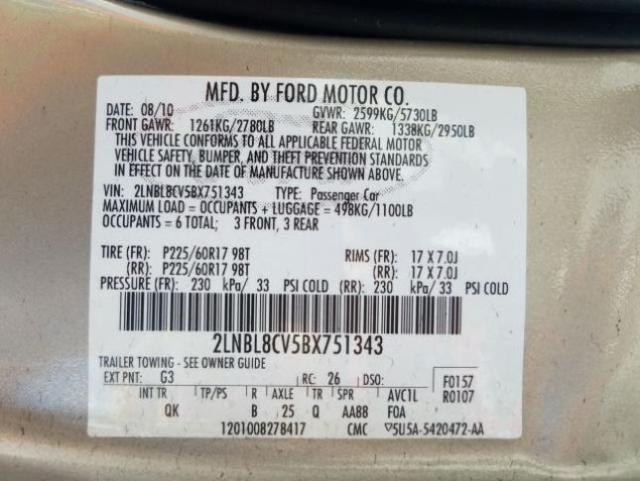 MFD. BY FORD MOTOR CO.
DATE: 08/10 GVWR: 2599KG/5730LB
FRONT GAWR: 1261KG/2780LB REAR GAWR: 1338KG/2950LB
THIS VEHICLE CONFORMS TO ALL APPLICABLE FEDERAL MOTOR
VEHICLE SAFETY, BUMPER, AND THEFT PREVENTION STANDARDS
IN EFFECT ON THE DATE OF MANUFACTURE SHOWN ABOVE.
VIN: 2LNBL8CV5BX751343 TYPE: Passenger Car
MAXIMUM LOAD = OCCUPANTS + LUGGAGE = 498KG/1100LB
OCCUPANTS = 6 TOTAL; 3 FRONT, 3 REAR
TIRE (FR): P225/60R17 98T RIMS (FR): 17 X 7.0J
(RR): P225/60R17 98T (RR): 17 X 7.0J
PRESSURE (FR): 230 kPa/ 33 PSI COLD (RR): 230 kPa/ 33 PSI COLD
2LNBL8CV5BX751343
TRAILER TOWING - SEE OWNER GUIDE
EXT PNT: G3 RC: 26 DSO: F0157
INT TR TP/PS R AXLE TR SPR AVC1L R0107
QK B 25 Q AA88 FOA
1201008278417 CMC ▽5U5A-5420472-AA